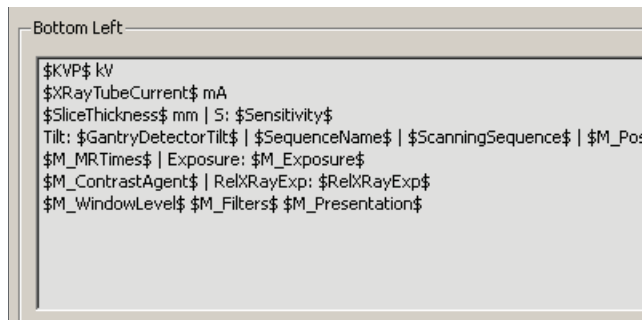 Bottom Left
$KVP$ kV
$XRayTubeCurrent$ mA
$SliceThickness$ mm | S: $Sensitivity$
Tilt: $GantryDetectorTilt$ | $SequenceName$ | $ScanningSequence$ | $M_Pos
$M_MRTimes$ | Exposure: $M_Exposure$
$M_ContrastAgent$ | RelXRayExp: $RelXRayExp$
$M_WindowLevel$ $M_Filters$ $M_Presentation$